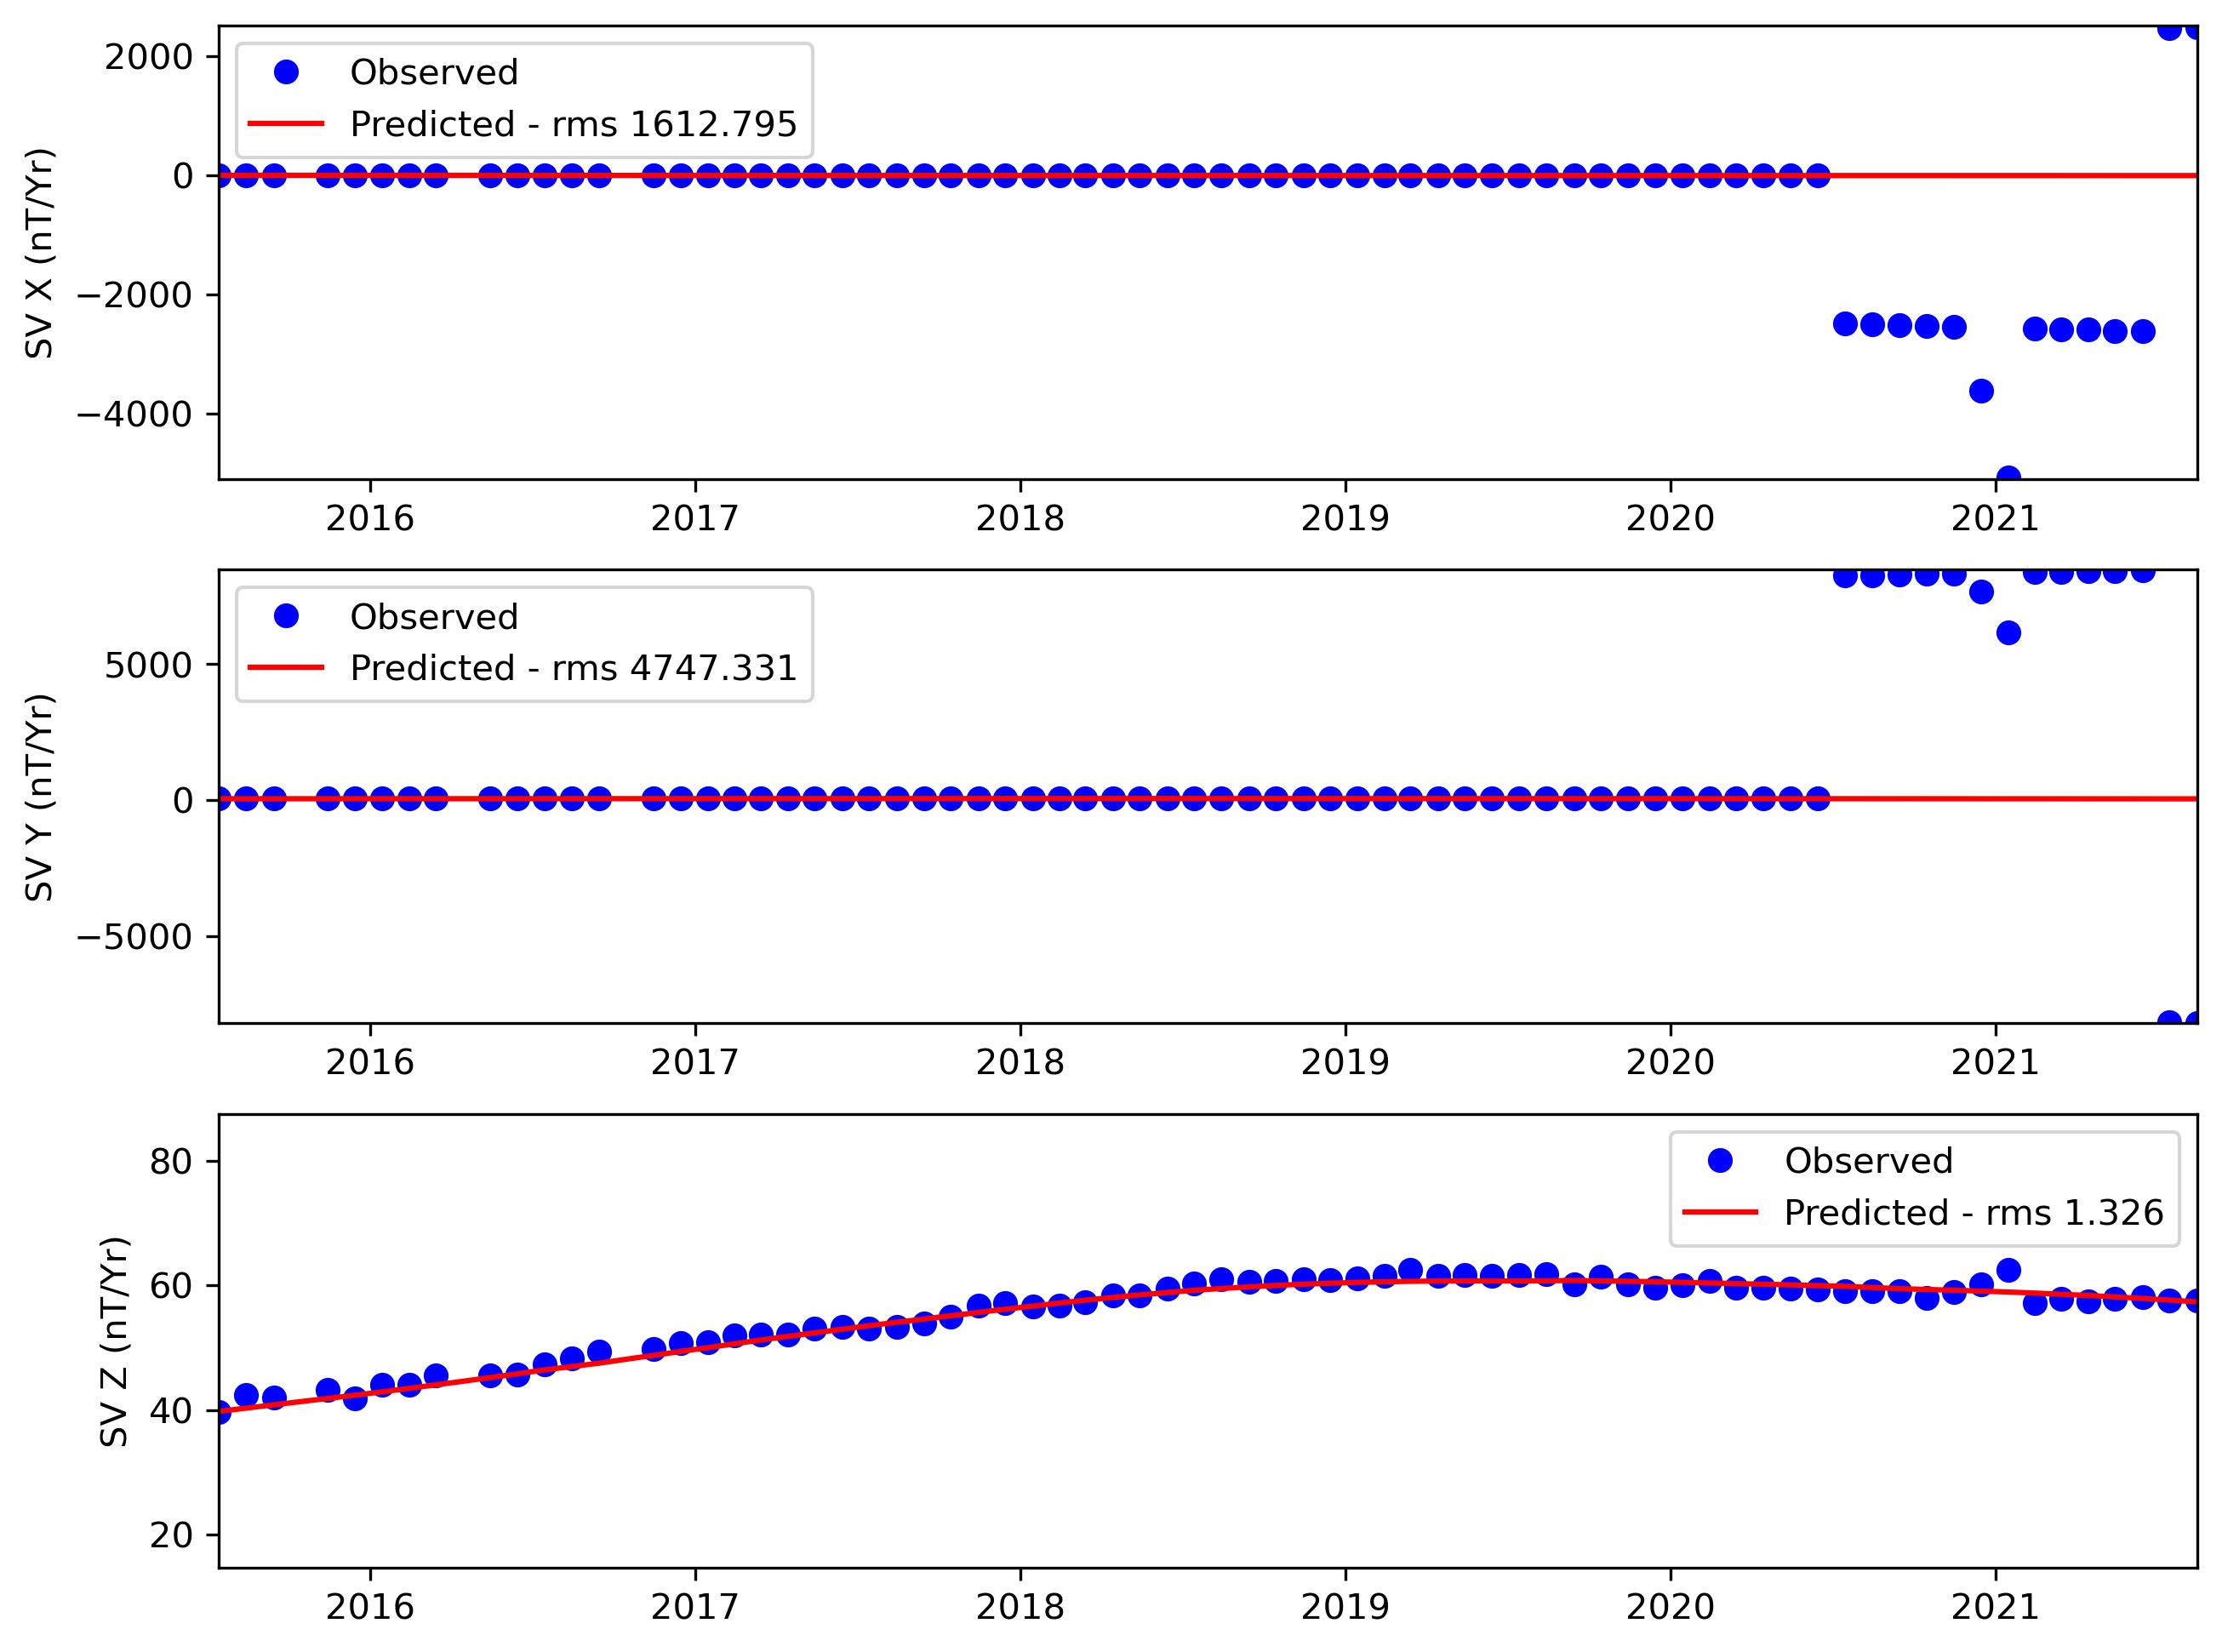 2000
0
−2000
−4000
SV X (nT/Yr)
Observed
Predicted - rms 1612.795
2016 2017 2018 2019 2020 2021
5000
0
−5000
SV Y (nT/Yr)
Observed
Predicted - rms 4747.331
2016 2017 2018 2019 2020 2021
80
60
40
20
SV Z (nT/Yr)
Observed
Predicted - rms 1.326
2016 2017 2018 2019 2020 2021